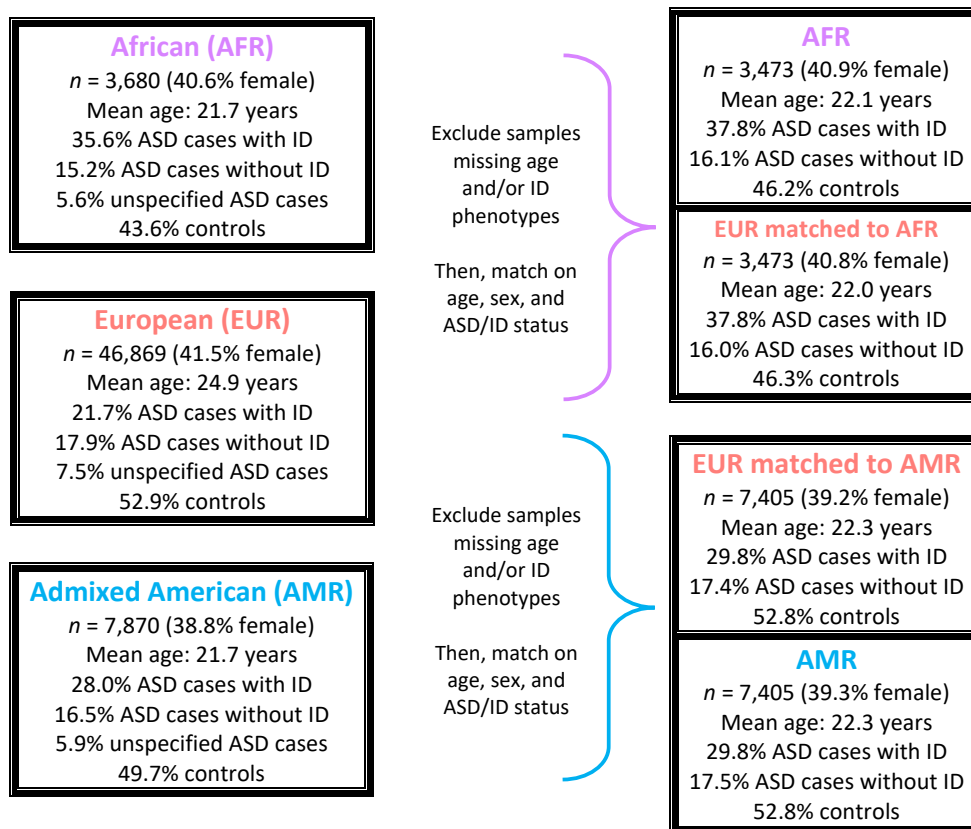 African (AFR)
n = 3,680 (40.6% female)
Mean age: 21.7 years
35.6% ASD cases with ID
15.2% ASD cases without ID
5.6% unspecified ASD cases
43.6% controls
European (EUR)
n = 46,869 (41.5% female)
Mean age: 24.9 years
21.7% ASD cases with ID
17.9% ASD cases without ID
7.5% unspecified ASD cases
52.9% controls
Admixed American (AMR)
n = 7,870 (38.8% female)
Mean age: 21.7 years
28.0% ASD cases with ID
16.5% ASD cases without ID
5.9% unspecified ASD cases
49.7% controls
Exclude samples
missing age
and/or ID
phenotypes
Then, match on
age, sex, and
ASD/ID status
Exclude samples
missing age
and/or ID
phenotypes
Then, match on
age, sex, and
ASD/ID status
AFR
n = 3,473 (40.9% female)
Mean age: 22.1 years
37.8% ASD cases with ID
16.1% ASD cases without ID
46.2% controls
EUR matched to AFR
n = 3,473 (40.8% female)
Mean age: 22.0 years
37.8% ASD cases with ID
16.0% ASD cases without ID
46.3% controls
EUR matched to AMR
n = 7,405 (39.2% female)
Mean age: 22.3 years
29.8% ASD cases with ID
17.4% ASD cases without ID
52.8% controls
AMR
n = 7,405 (39.3% female)
Mean age: 22.3 years
29.8% ASD cases with ID
17.5% ASD cases without ID
52.8% controls